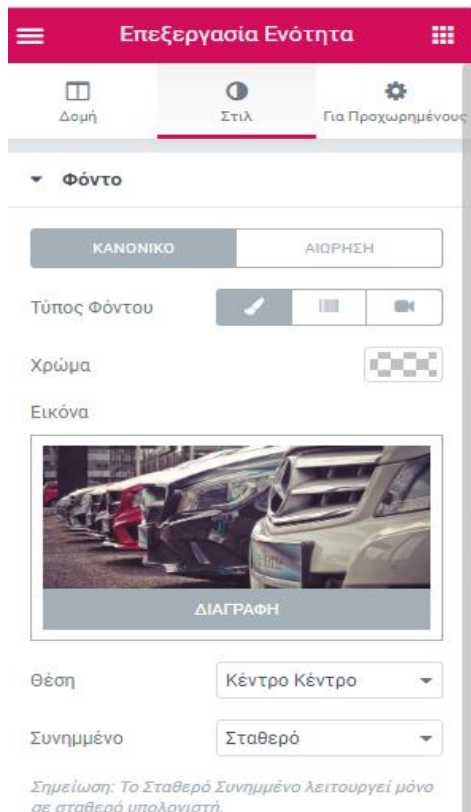 Επεξεργασία Ενότητα
Δομή
Στιλ
Για Προχωρημένους
Φόντο
ΚΑΝΟΝΙΚΟ
ΑΙΩΡΗΣΗ
Τύπος Φόντου
Χρώμα
Εικόνα
ΔΙΑΓΡΑΦΗ
Θέση
Κέντρο Κέντρο
Συνημμένο
Σταθερό
Σημείωση: Το Σταθερό Συνημμένο λειτουργεί μόνο
σε σταθερό υπολογιστή.